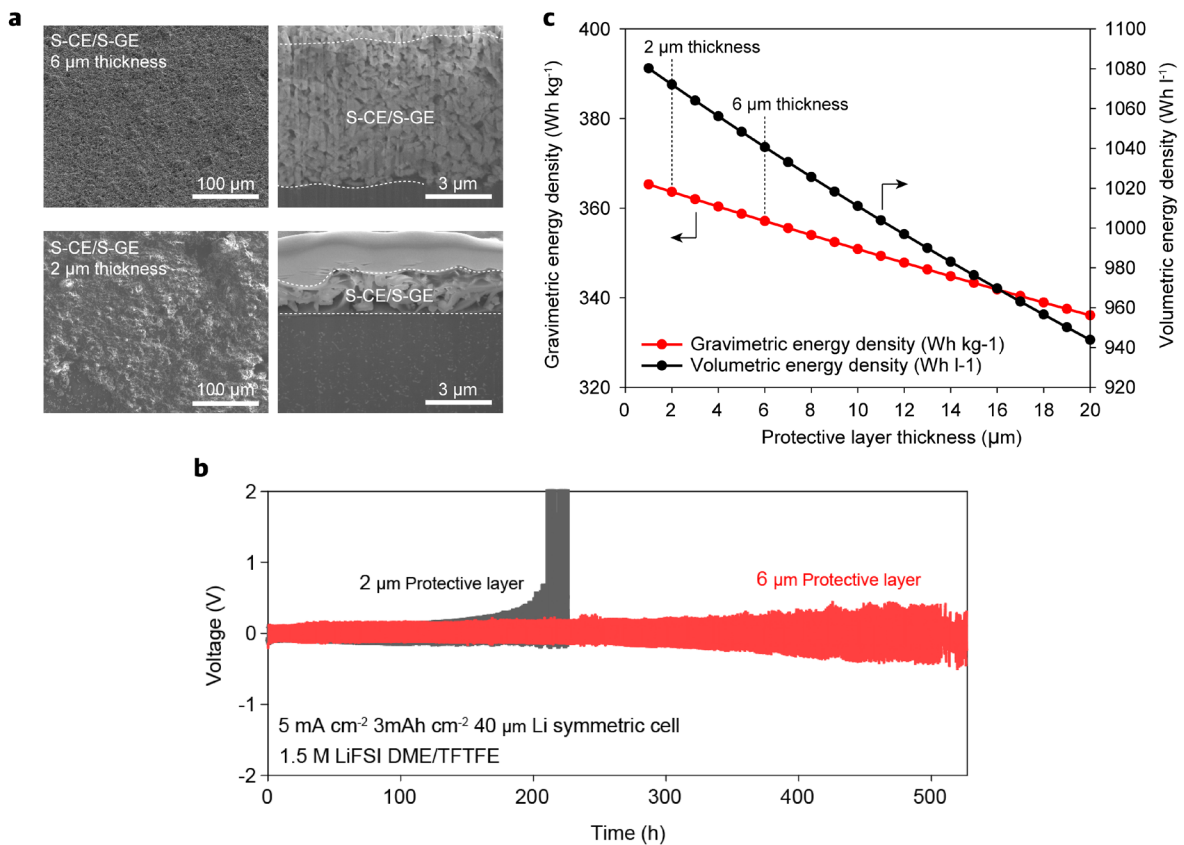 a
S-CE/S-GE
6 µm thickness
100 µm
S-CE/S-GE
3 µm
S-CE/S-GE
2 µm thickness
100 µm
S-CE/S-GE
3 µm
c
Gravimetric energy density (Wh kg⁻¹)
400
380
360
340
320
2 µm thickness
6 µm thickness
Gravimetric energy density (Wh kg-1)
Volumetric energy density (Wh l-1)
1100
1080
1060
1040
1020
1000
980
960
940
920
Volumetric energy density (Wh l⁻¹)
0 2 4 6 8 10 12 14 16 18 20
Protective layer thickness (µm)
b
Voltage (V)
2
1
0
-1
-2
2 µm Protective layer
6 µm Protective layer
5 mA cm⁻² 3mAh cm⁻² 40 µm Li symmetric cell
1.5 M LiFSI DME/TFTFE
0 100 200 300 400 500
Time (h)